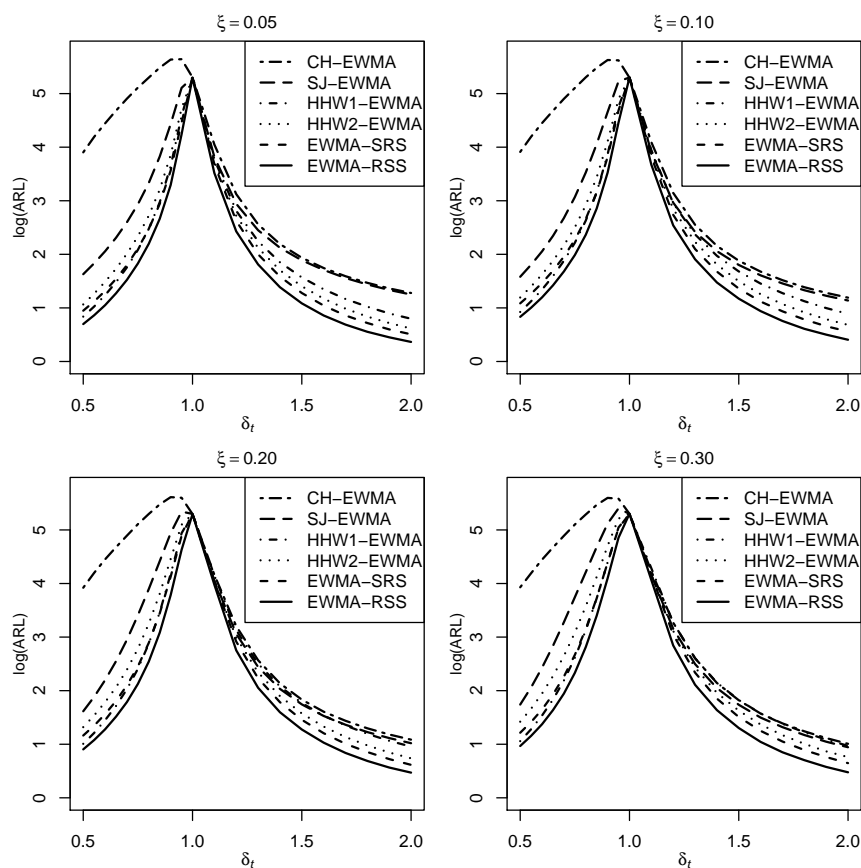 ξ = 0.05
log(ARL)
5
4
3
2
1
0
CH−EWMA
SJ−EWMA
HHW1−EWMA
HHW2−EWMA
EWMA−SRS
EWMA−RSS
0.5 1.0 1.5 2.0
δt
ξ = 0.10
log(ARL)
5
4
3
2
1
0
CH−EWMA
SJ−EWMA
HHW1−EWMA
HHW2−EWMA
EWMA−SRS
EWMA−RSS
0.5 1.0 1.5 2.0
δt
ξ = 0.20
log(ARL)
5
4
3
2
1
0
CH−EWMA
SJ−EWMA
HHW1−EWMA
HHW2−EWMA
EWMA−SRS
EWMA−RSS
0.5 1.0 1.5 2.0
δt
ξ = 0.30
log(ARL)
5
4
3
2
1
0
CH−EWMA
SJ−EWMA
HHW1−EWMA
HHW2−EWMA
EWMA−SRS
EWMA−RSS
0.5 1.0 1.5 2.0
δt